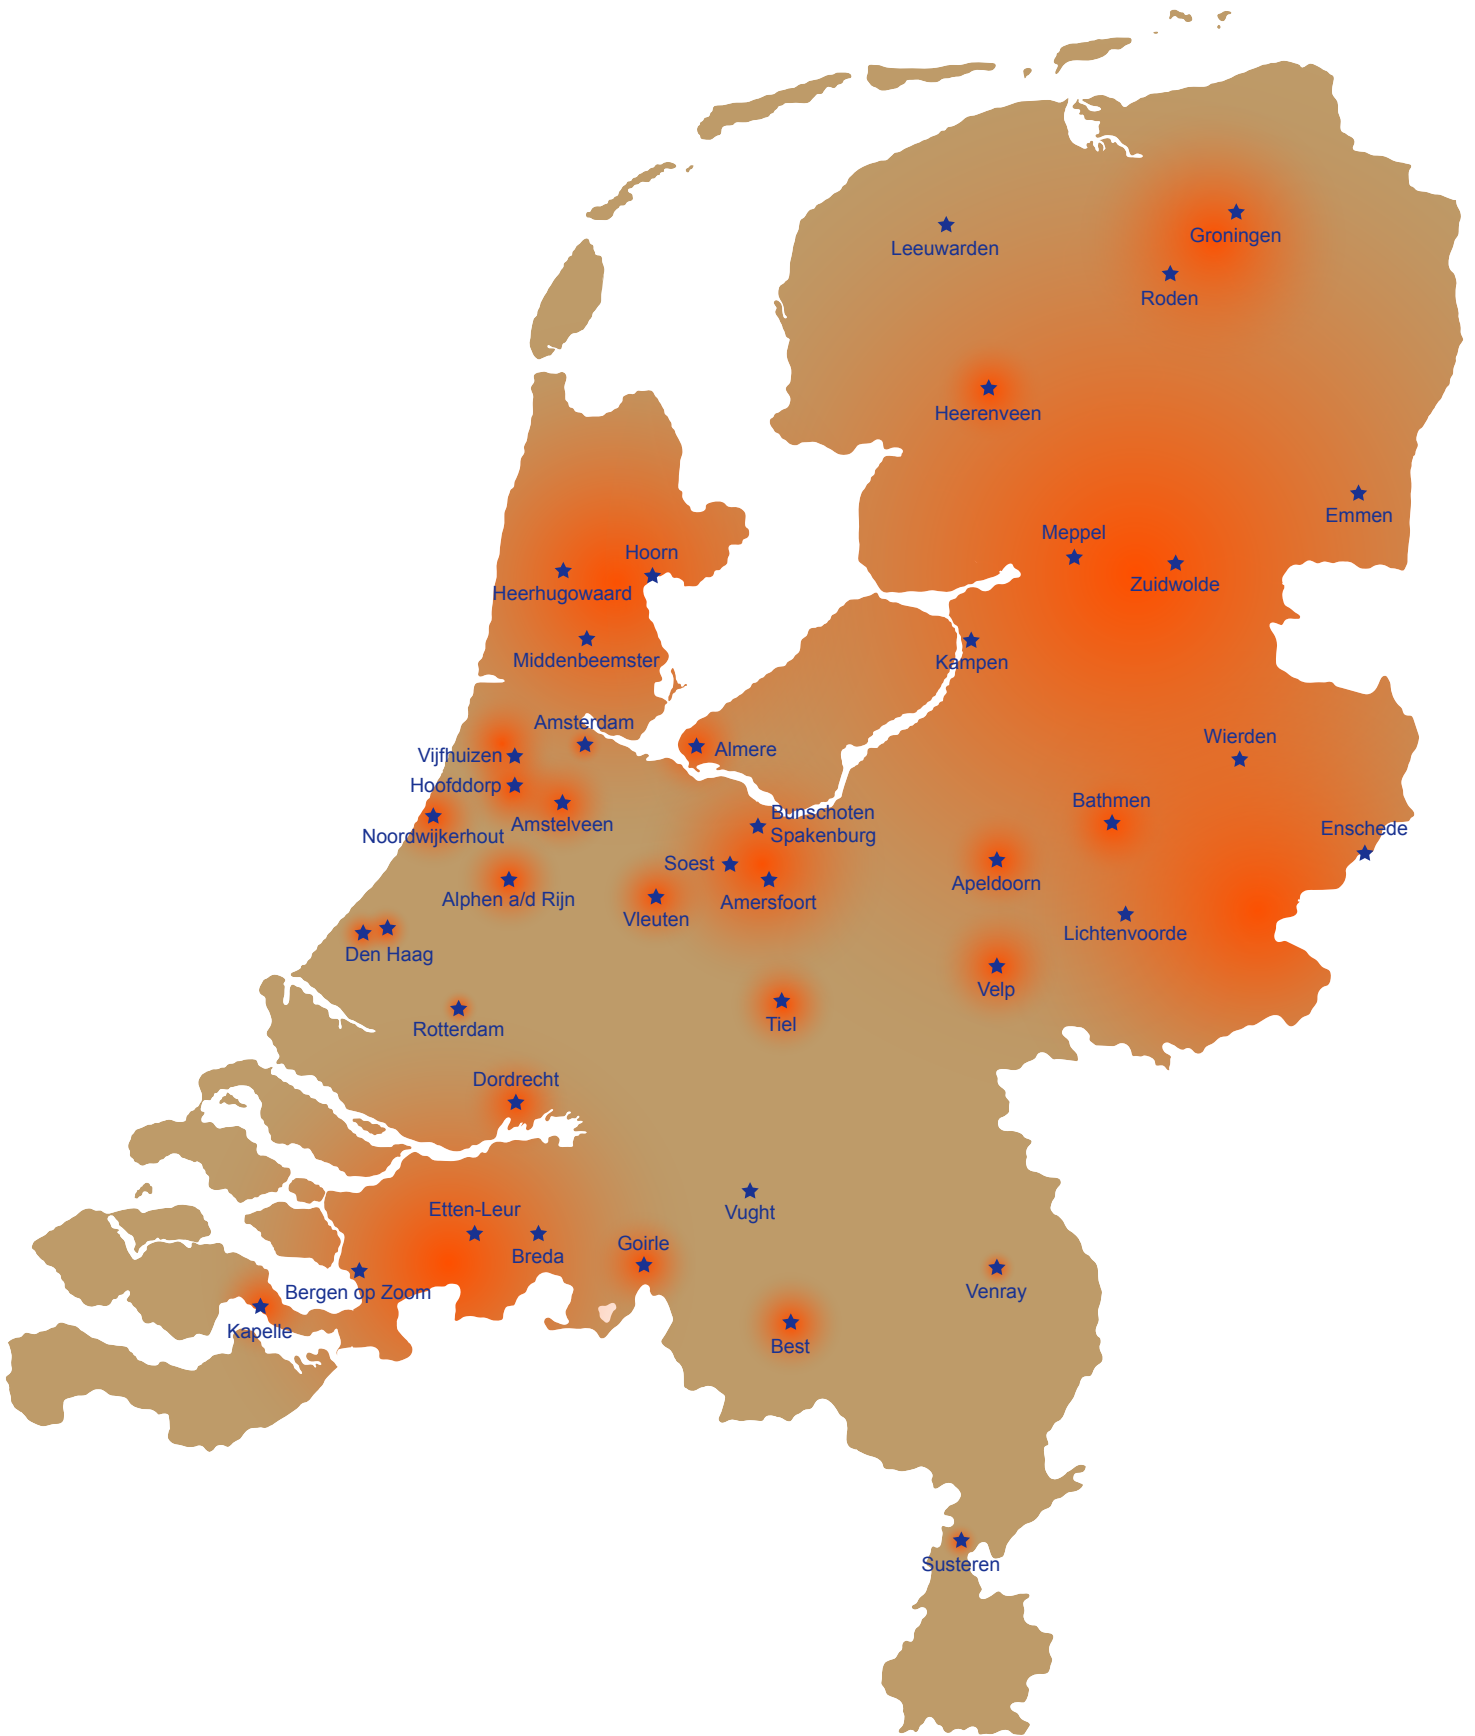 Groningen
Leeuwarden
Roden
Heerenveen
Emmen
Meppel
Hoorn
Zuidwolde
Heerhugowaard
Middenbeemster
Kampen
Amsterdam
Wierden
Almere
Vijfhuizen
Hoofddorp
Bathmen
Bunschoten
Spakenburg
Amstelveen
Noordwijkerhout
Enschede
Soest
Apeldoorn
Alphen a/d Rijn
Amersfoort
Vleuten
Lichtenvoorde
Den Haag
Velp
Tiel
Rotterdam
Dordrecht
Etten-Leur
Vught
Goirle
Breda
Bergen op Zoom
Venray
Kapelle
Best
Susteren